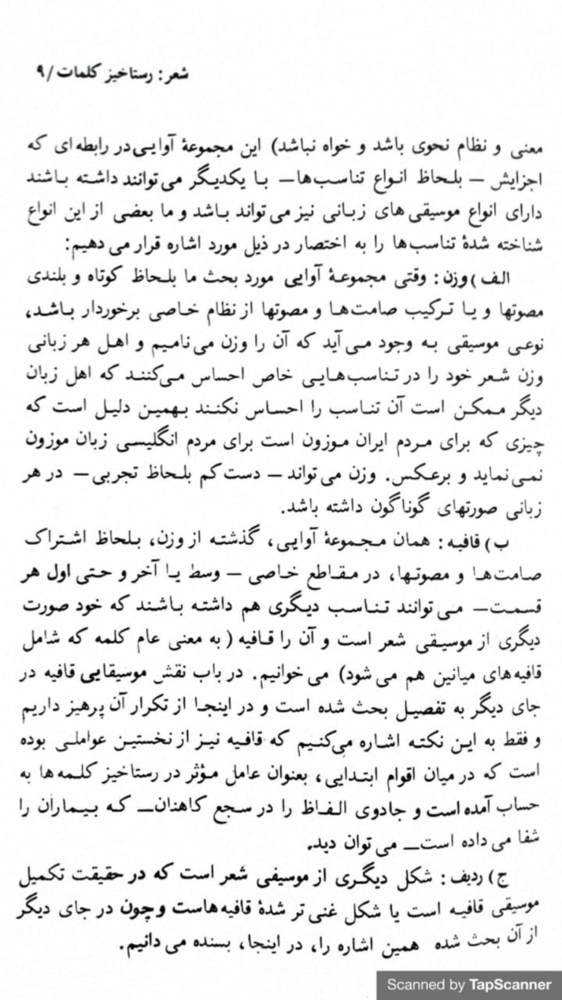 شعر: رستاخیز کلمات /۹
معنی و نظام نحوی باشد و خواه نباشد) این مجموعهٔ آوایی در رابطه ای که
اجزایش — بلحاظ انواع تناسب‌ها— با یکدیگر می توانند داشته باشند
دارای انواع موسیقی های زبانی نیز می تواند باشد و ما بعضی از این انواع
شناخته شدهٔ تناسب‌ها را به اختصار در ذیل مورد اشاره قرار می دهیم:
الف) وزن: وقتی مجموعهٔ آوایی مورد بحث ما بلحاظ کوتاه و بلندی
مصوتها و یا ترکیب صامت‌ها و مصوتها از نظام خاصی برخوردار باشد،
نوعی موسیقی به وجود می آید که آن را وزن می نامیم و اهل هر زبانی
وزن شعر خود را در تناسب‌هایی خاص احساس می‌کنند که اهل زبان
دیگر ممکن است آن تناسب را احساس نکنند بهمین دلیل است که
چیزی که برای مردم ایران موزون است برای مردم انگلیسی زبان موزون
نمی نماید و برعکس. وزن می تواند — دست کم بلحاظ تجربی — در هر
زبانی صورتهای گوناگون داشته باشد.
ب) قافیه: همان مجموعهٔ آوایی، گذشته از وزن، بلحاظ اشتراک
صامت‌ها و مصوتها، در مقاطع خاصی — وسط یا آخر و حتی اول هر
قسمت— می توانند تناسب دیگری هم داشته باشند که خود صورت
دیگری از موسیقی شعر است و آن را قافیه ( به معنی عام کلمه که شامل
قافیه های میانین هم می شود) می خوانیم. در باب نقش موسیقایی قافیه در
جای دیگر به تفصیل بحث شده است و در اینجا از تکرار آن پرهیز داریم
و فقط به این نکته اشاره می‌کنیم که قافیه نیز از نخستین عواملی بوده
است که در میان اقوام ابتدایی، بعنوان عامل مؤثر در رستاخیز کلمه ها به
حساب آمده است و جادوی الفاظ را در سجع کاهنان— که بیماران را
شفا می داده است— می توان دید.
ج) ردیف: شکل دیگری از موسیقی شعر است که در حقیقت تکمیل
موسیقی قافیه است یا شکل غنی تر شدهٔ قافیه هاست و چون در جای دیگر
از آن بحث شده همین اشاره را، در اینجا، بسنده می دانیم.
Scanned by TapScanner